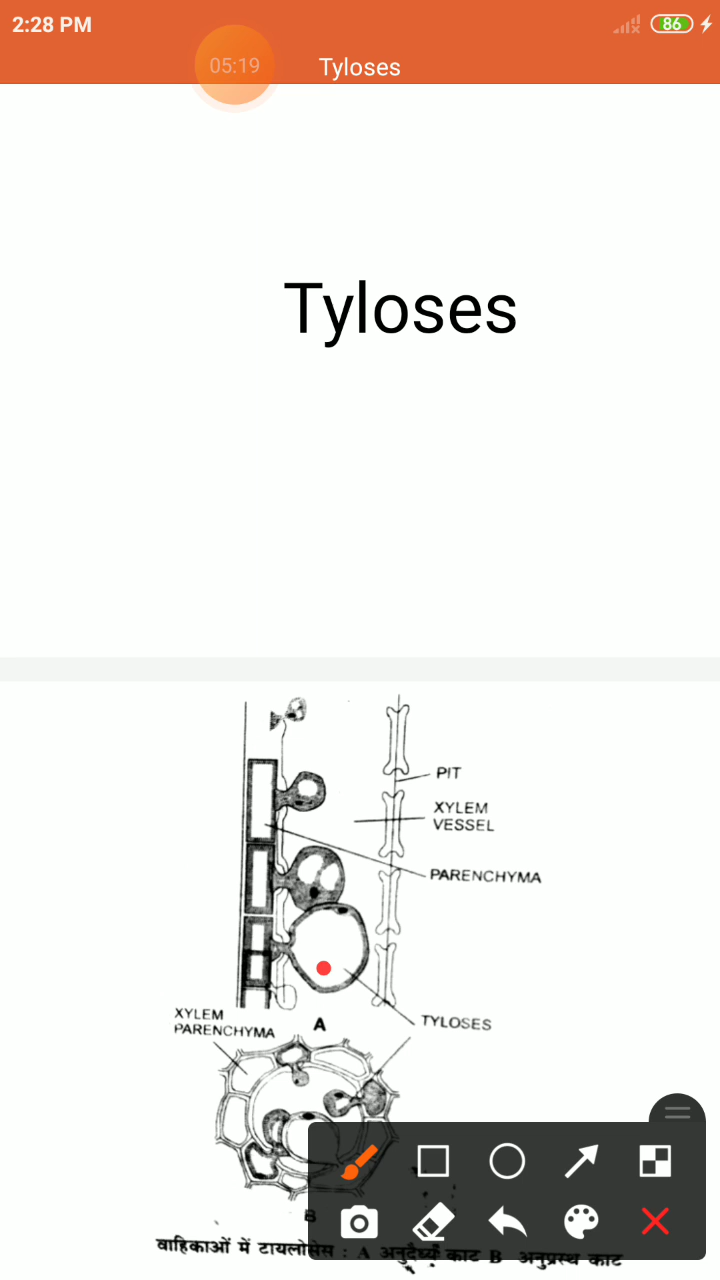 2:28 PM
86
05:19
Tyloses
Tyloses
PIT
XYLEM
VESSEL
PARENCHYMA
XYLEM
PARENCHYMA
A
TYLOSES
B
वाहिकाओं में टायलोसेस : A अनुदैर्ध्य काट B अनुप्रस्थ काट